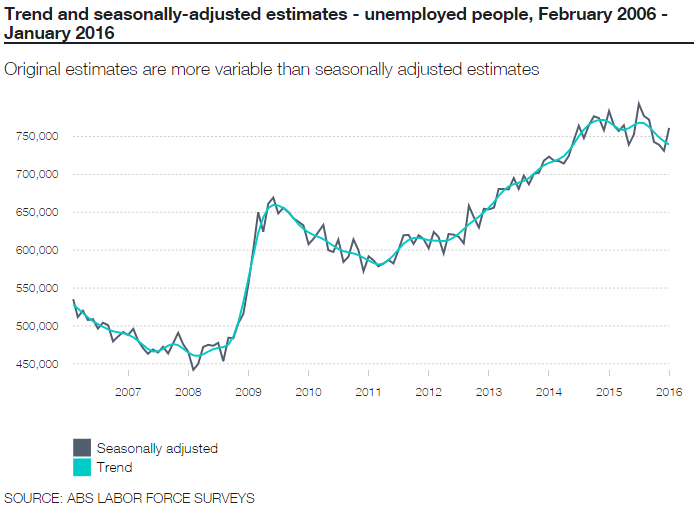 Trend and seasonally-adjusted estimates - unemployed people, February 2006 -
January 2016
Original estimates are more variable than seasonally adjusted estimates
750,000
700,000
650,000
600,000
550,000
500,000
450,000
2007 2008 2009 2010 2011 2012 2013 2014 2015 2016
Seasonally adjusted
Trend
SOURCE: ABS LABOR FORCE SURVEYS